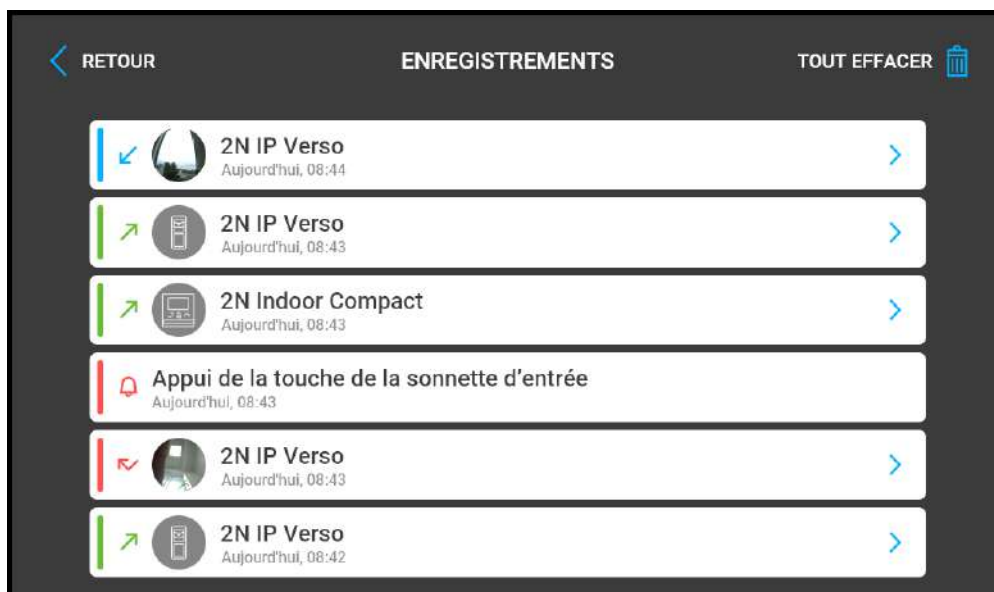 RETOUR
ENREGISTREMENTS
TOUT EFFACER
2N IP Verso
Aujourd'hui, 08:44
2N IP Verso
Aujourd'hui, 08:43
2N Indoor Compact
Aujourd'hui, 08:43
Appui de la touche de la sonnette d’entrée
Aujourd'hui, 08:43
2N IP Verso
Aujourd'hui, 08:43
2N IP Verso
Aujourd'hui, 08:42